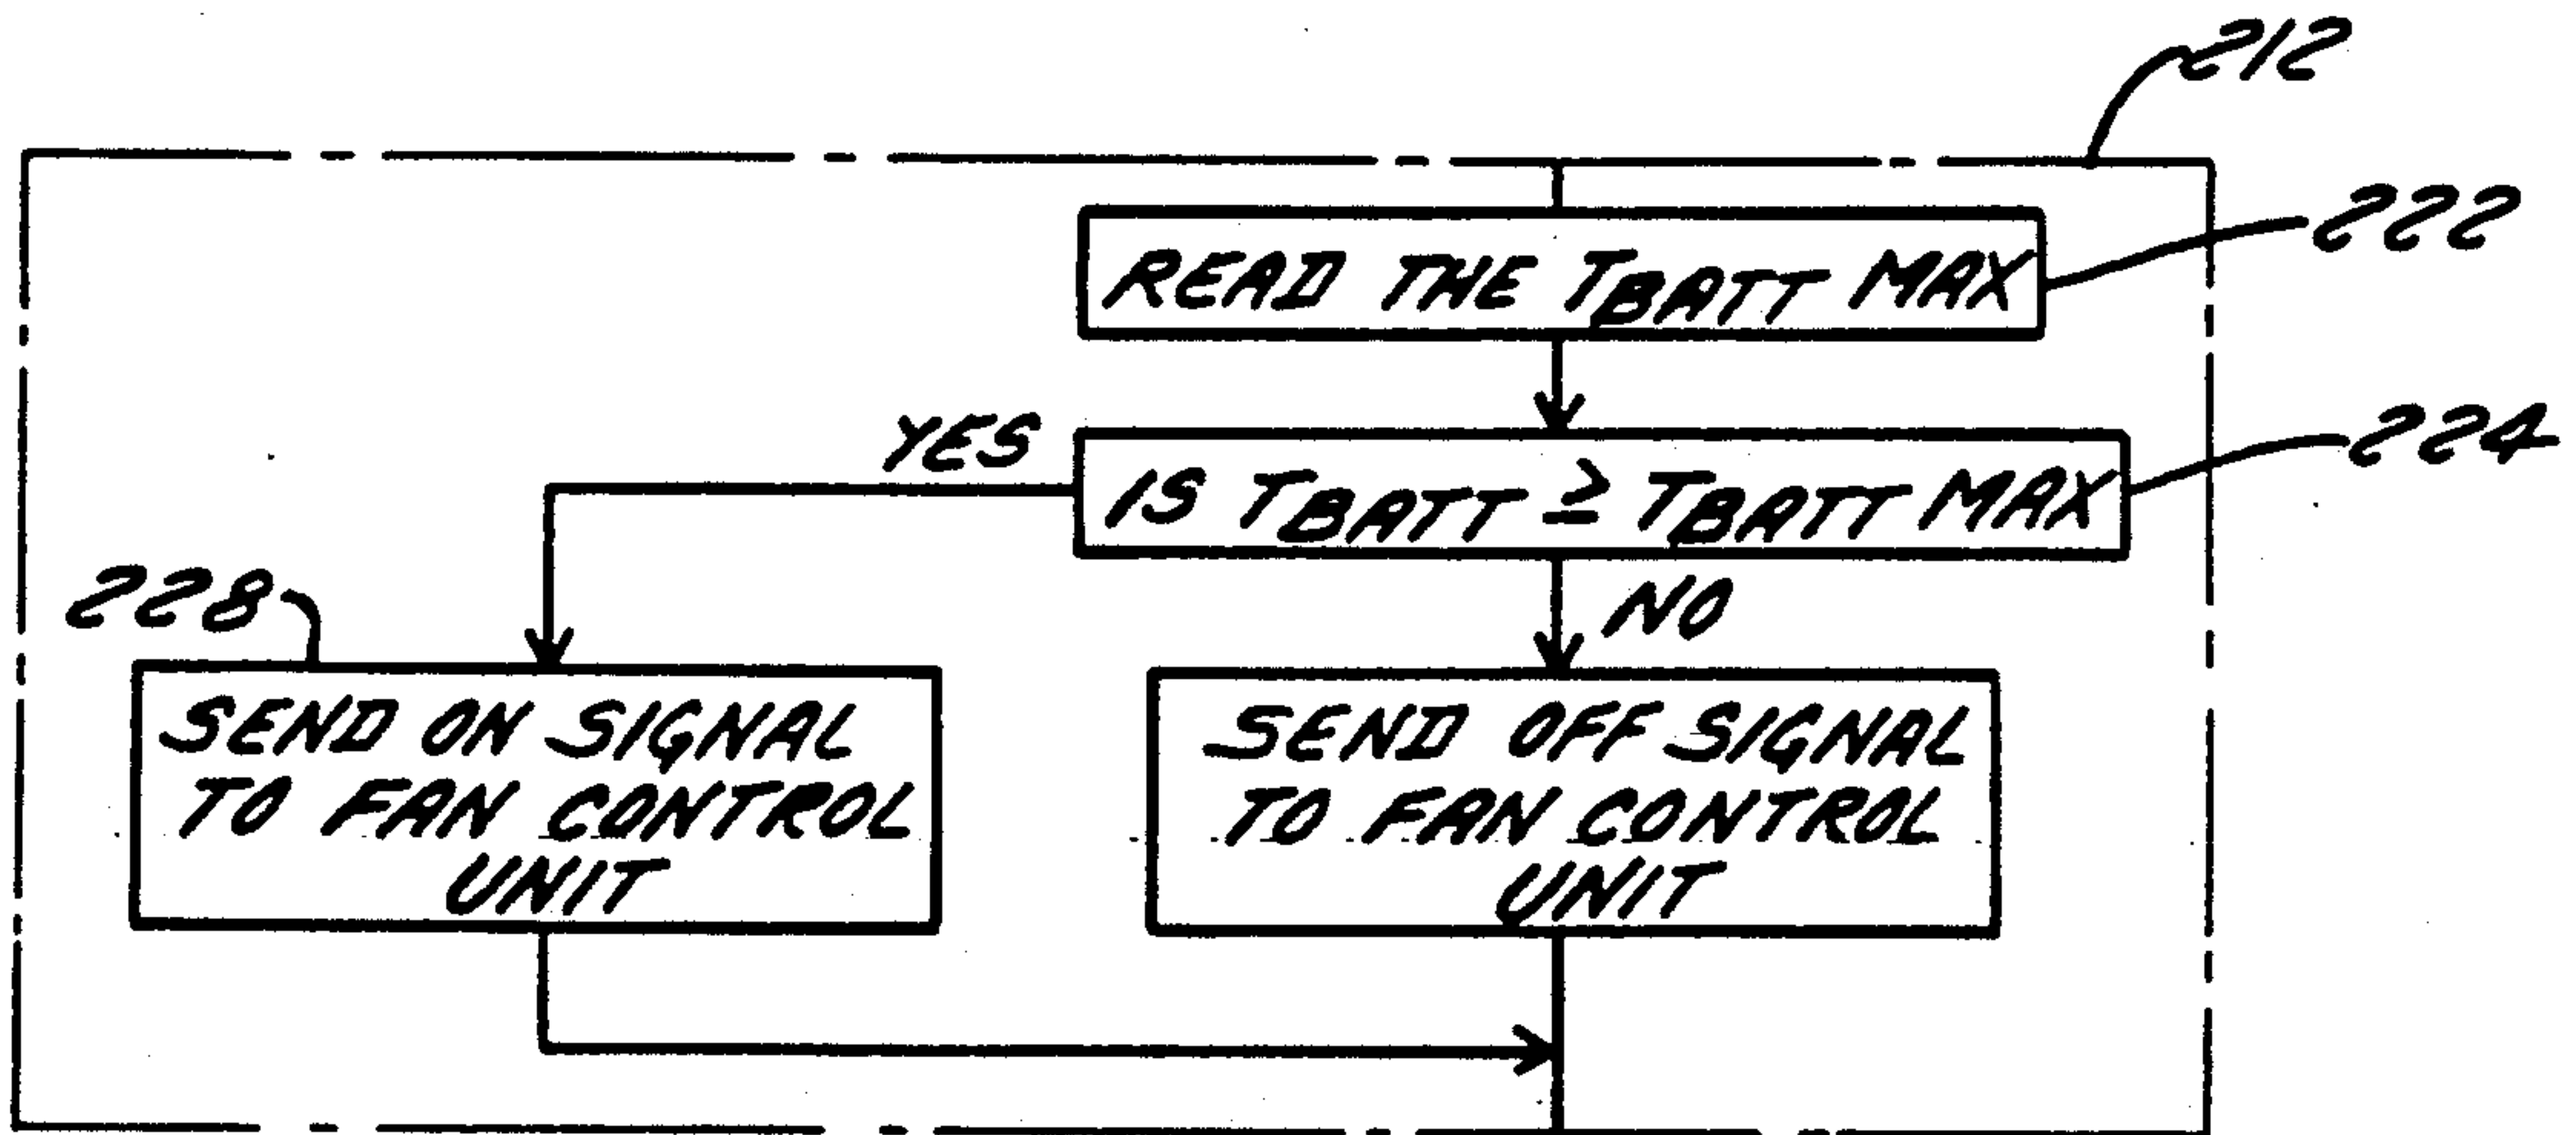 212
222
READ THE TBATT MAX
224
YES
IS TBATT ≥ TBATT MAX
NO
228
SEND ON SIGNAL
TO FAN CONTROL
UNIT
SEND OFF SIGNAL
TO FAN CONTROL
UNIT